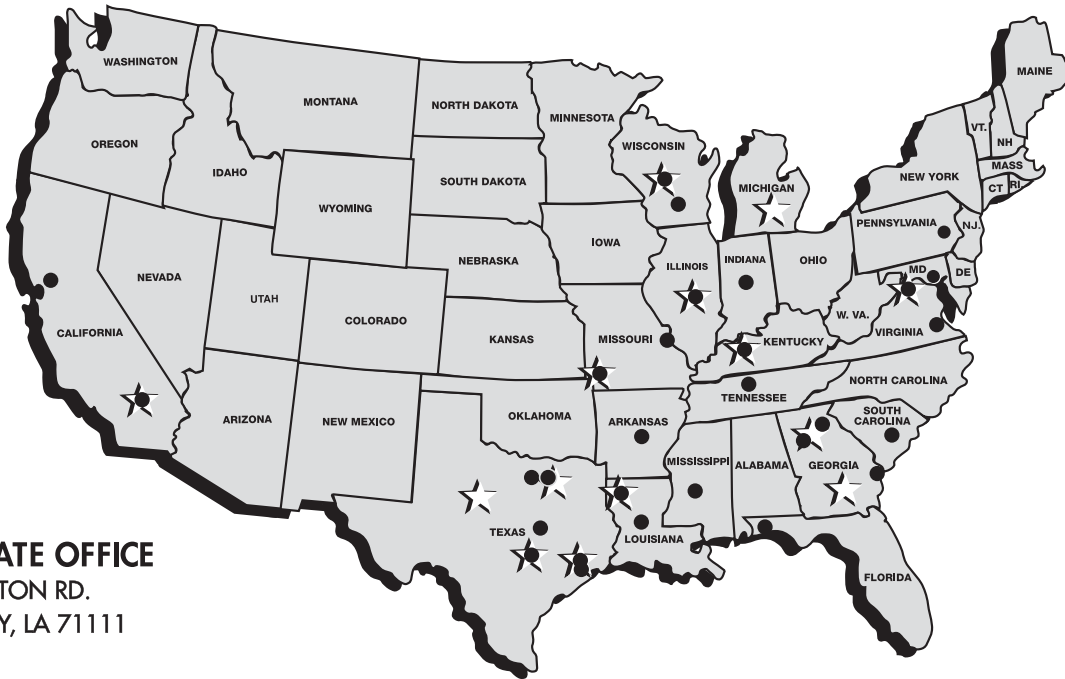 WASHINGTON
MONTANA
NORTH DAKOTA
MINNESOTA
MAINE
OREGON
IDAHO
WISCONSIN
VT.
NH
MASS
NEW YORK
CT
RI.
SOUTH DAKOTA
WYOMING
MICHIGAN
PENNSYLVANIA
NJ.
IOWA
NEBRASKA
ILLINOIS
INDIANA
OHIO
MD
DE
NEVADA
UTAH
COLORADO
KANSAS
MISSOURI
W. VA.
KENTUCKY
VIRGINIA
CALIFORNIA
ARIZONA
NEW MEXICO
OKLAHOMA
ARKANSAS
TENNESSEE
NORTH CAROLINA
SOUTH
CAROLINA
MISSISSIPPI
ALABAMA
GEORGIA
TEXAS
LOUISIANA
FLORIDA
ATE OFFICE
TON RD.
Y, LA 71111